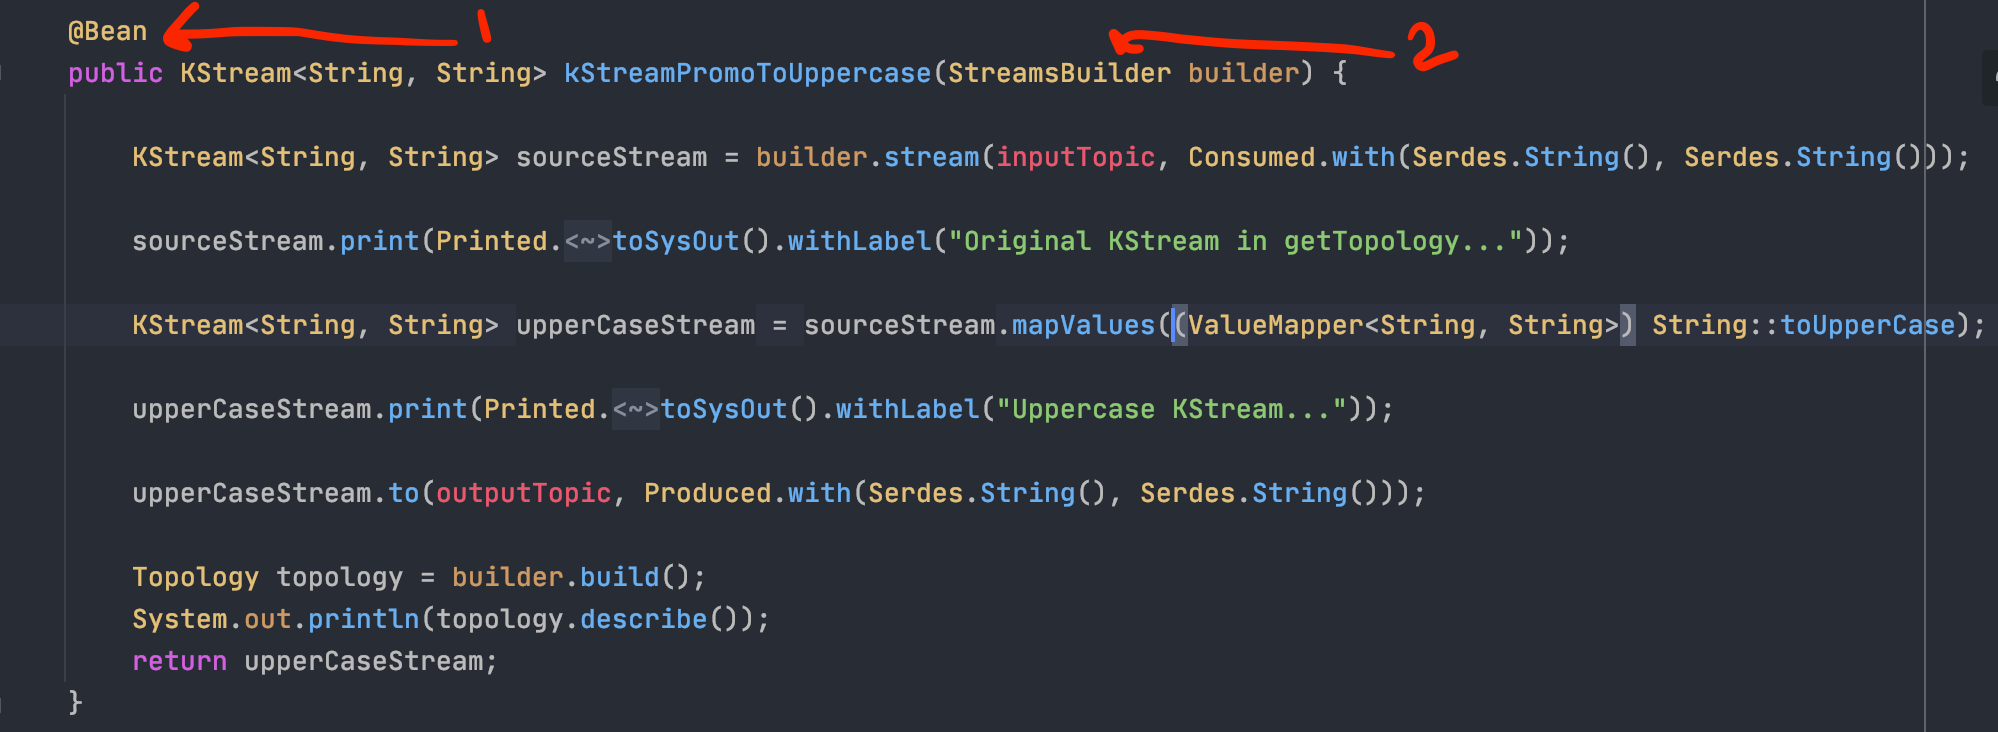 @Bean 1
2
public KStream<String, String> kStreamPromoToUppercase(StreamsBuilder builder) {
KStream<String, String> sourceStream = builder.stream(inputTopic, Consumed.with(Serdes.String(), Serdes.String()));
sourceStream.print(Printed.<~>toSysOut().withLabel("Original KStream in getTopology..."));
KStream<String, String> upperCaseStream = sourceStream.mapValues((ValueMapper<String, String>) String::toUpperCase);
upperCaseStream.print(Printed.<~>toSysOut().withLabel("Uppercase KStream..."));
upperCaseStream.to(outputTopic, Produced.with(Serdes.String(), Serdes.String()));
Topology topology = builder.build();
System.out.println(topology.describe());
return upperCaseStream;
}